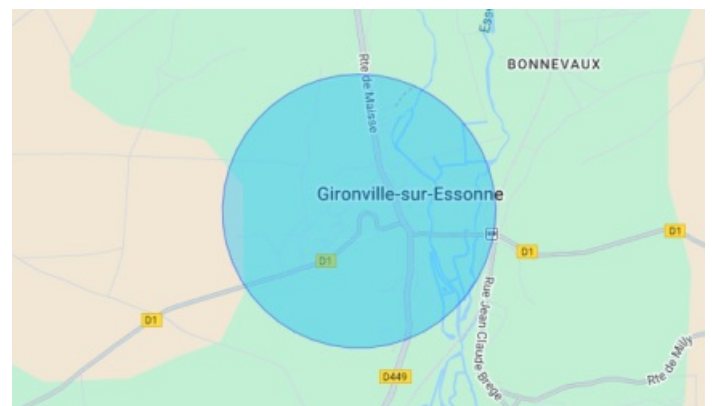 Esse
BONNEVAUX
Rte de Maisse
Gironville-sur-Essonne
D1
D1
D1
D1
Rue Jean Claude Brege
Rte de Milly
D449